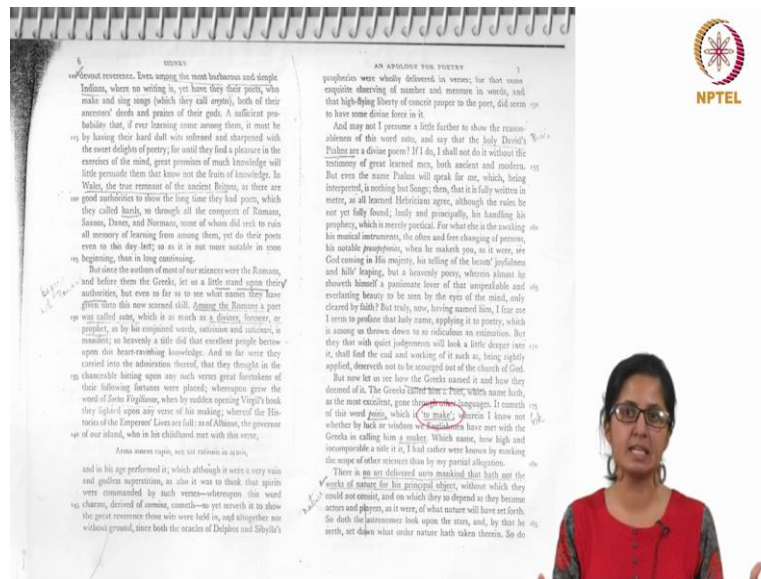 6 SIDNEY
devout reverence. Even among the most barbarous and simple
Indians, where no writing is, yet have they their poets, who
make and sing songs (which they call areytos), both of their
ancestors' deeds and praises of their gods. A sufficient pro-
bability that, if ever learning come among them, it must be
by having their hard dull wits softened and sharpened with
the sweet delights of poetry; for until they find a pleasure in the
exercises of the mind, great promises of much knowledge will
little persuade them that know not the fruits of knowledge. In
Wales, the true remnant of the ancient Britons, as there are
good authorities to show the long time they had poets, which
they called bards, so through all the conquests of Romans,
Saxons, Danes, and Normans, some of whom did seek to ruin
all memory of learning from among them, yet do their poets
even to this day last; so as it is not more notable in soon
beginning, than in long continuing.
But since the authors of most of our sciences were the Romans,
and before them the Greeks, let us a little stand upon their
authorities, but even so far as to see what names they have
given unto this now scorned skill. Among the Romans a poet
was called vates, which is as much as a diviner, foreseer, or
prophet, as by his conjoined words, vaticinium and vaticinari, is
manifest; so heavenly a title did that excellent people bestow
upon this heart-ravishing knowledge. And so far were they
carried into the admiration thereof, that they thought in the
chanceable hitting upon any such verses great foretokens of
their following fortunes were placed; whereupon grew the
word of Sortes Virgilianae, when by sudden opening Virgil's book
they lighted upon any verse of his making; whereof the His-
tories of the Emperors' Lives are full: as of Albinus, the governor
of our island, who in his childhood met with this verse,
Arma amens capio, nec sat rationis in armis,
and in his age performed it; which although it were a very vain
and godless superstition, as also it was to think that spirits
were commanded by such verses—whereupon this word
charms, derived of carmina, cometh—so yet serveth it to show
the great reverence those wits were held in, and altogether not
without ground, since both the oracles of Delphos and Sibylla's
AN APOLOGY FOR POETRY 7
prophecies were wholly delivered in verses; for that same
exquisite observing of number and measure in words, and
that high-flying liberty of conceit proper to the poet, did seem
to have some divine force in it.
And may not I presume a little further to show the reason-
ableness of this word vates, and say that the holy David's
Psalms are a divine poem? If I do, I shall not do it without the
testimony of great learned men, both ancient and modern. 155
But even the name Psalms will speak for me, which, being
interpreted, is nothing but Songs; then, that it is fully written in
metre, as all learned Hebricians agree, although the rules be
not yet fully found; lastly and principally, his handling his
prophecy, which is merely poetical. For what else is the awaking
his musical instruments, the often and free changing of persons,
his notable prosopopeias, when he maketh you, as it were, see
God coming in His majesty, his telling of the beasts' joyfulness
and hills' leaping, but a heavenly poesy, wherein almost he
showeth himself a passionate lover of that unspeakable and 165
everlasting beauty to be seen by the eyes of the mind, only
cleared by faith? But truly, now, having named him, I fear me
I seem to profane that holy name, applying it to poetry, which
is among us thrown down to so ridiculous an estimation. But
they that with quiet judgements will look a little deeper into
it, shall find the end and working of it such as, being rightly
applied, deserveth not to be scourged out of the church of God.
But now let us see how the Greeks named it and how they
deemed of it. The Greeks called him a Poet, which name hath,
as the most excellent, gone through other languages. It cometh 175
of this word poiein, which is 'to make'; wherein I know not
whether by luck or wisdom we Englishmen have met with the
Greeks in calling him a maker. Which name, how high and
incomparable a title it is, I had rather were known by marking
the scope of other sciences than by my partial allegation.
There is no art delivered unto mankind that hath not the
works of nature for his principal object, without which they
could not consist, and on which they so depend as they become
actors and players, as it were, of what nature will have set forth.
So doth the astronomer look upon the stars, and, by that he 185
seeth, set down what order nature hath taken therein. So do
nature
NPTEL